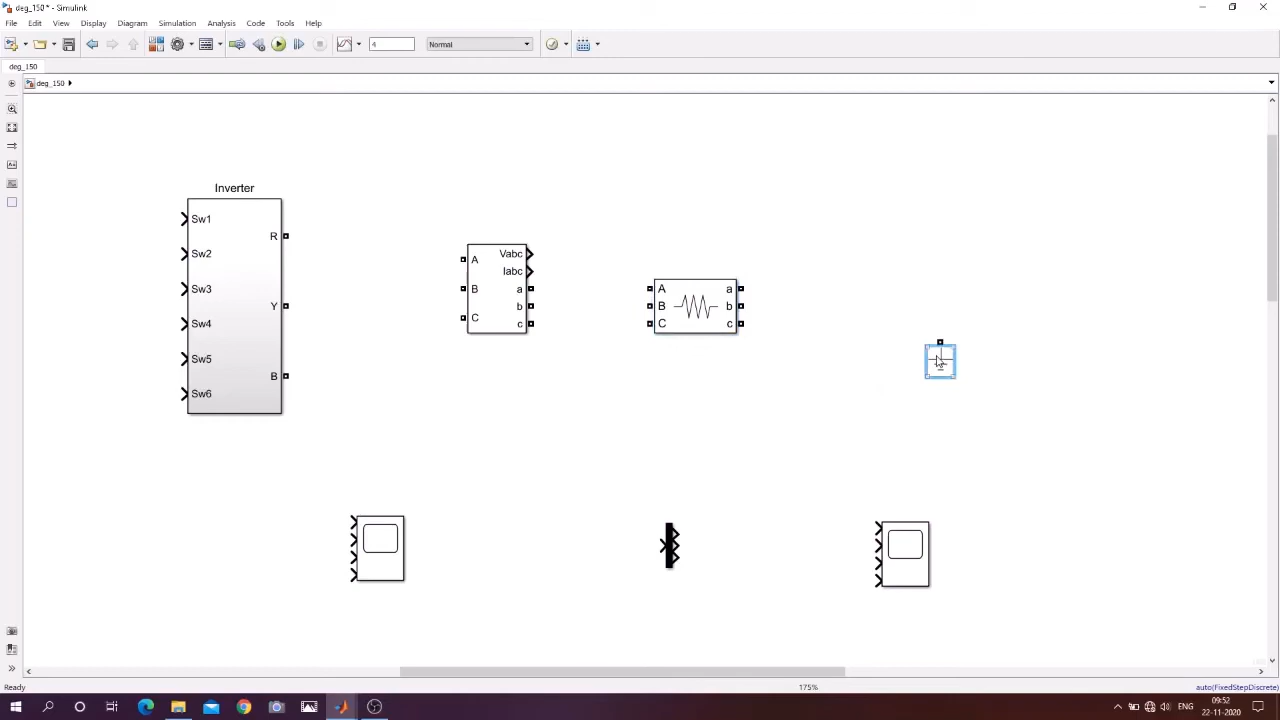 deg_150 * - Simulink
File Edit View Display Diagram Simulation Analysis Code Tools Help
4 Normal
deg_150
deg_150
Inverter
Sw1
Sw2
Sw3
Sw4
Sw5
Sw6
R
Y
B
A
B
C
Vabc
Iabc
a
b
c
A a
B b
C c
Ready 175% auto(FixedStepDiscrete)
ENG 09:52
22-11-2020